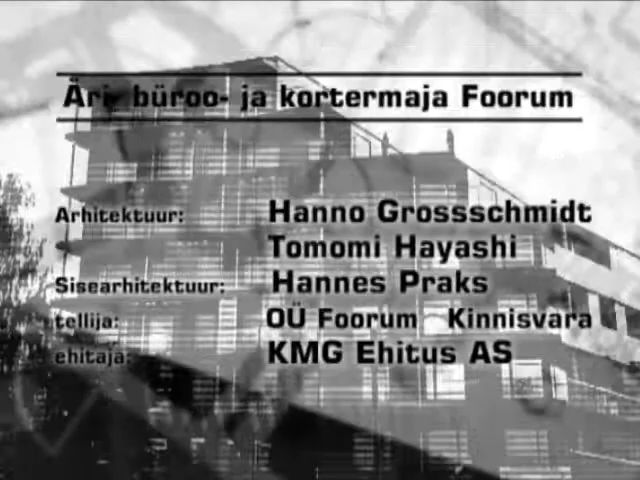 Äri- büroo- ja kortermaja Foorum
Arhitektuur: Hanno Grossschmidt
Tomomi Hayashi
Sisearhitektuur: Hannes Praks
tellija: OÜ Foorum Kinnisvara
ehitaja: KMG Ehitus AS